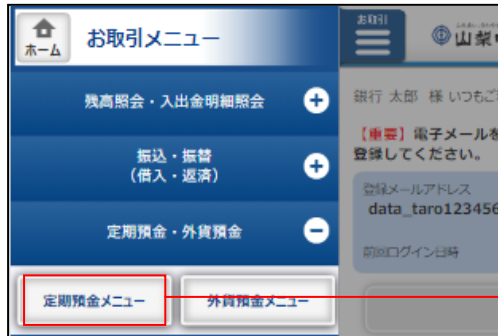 ホーム
お取引メニュー
残高照会・入出金明細照会
振込・振替
（借入・返済）
定期預金・外貨預金
定期預金メニュー
外貨預金メニュー
お取引
山梨
銀行 太郎 様 いつもご
【重要】電子メールを
登録してください。
登録メールアドレス
data_taro123456
前回ログイン日時